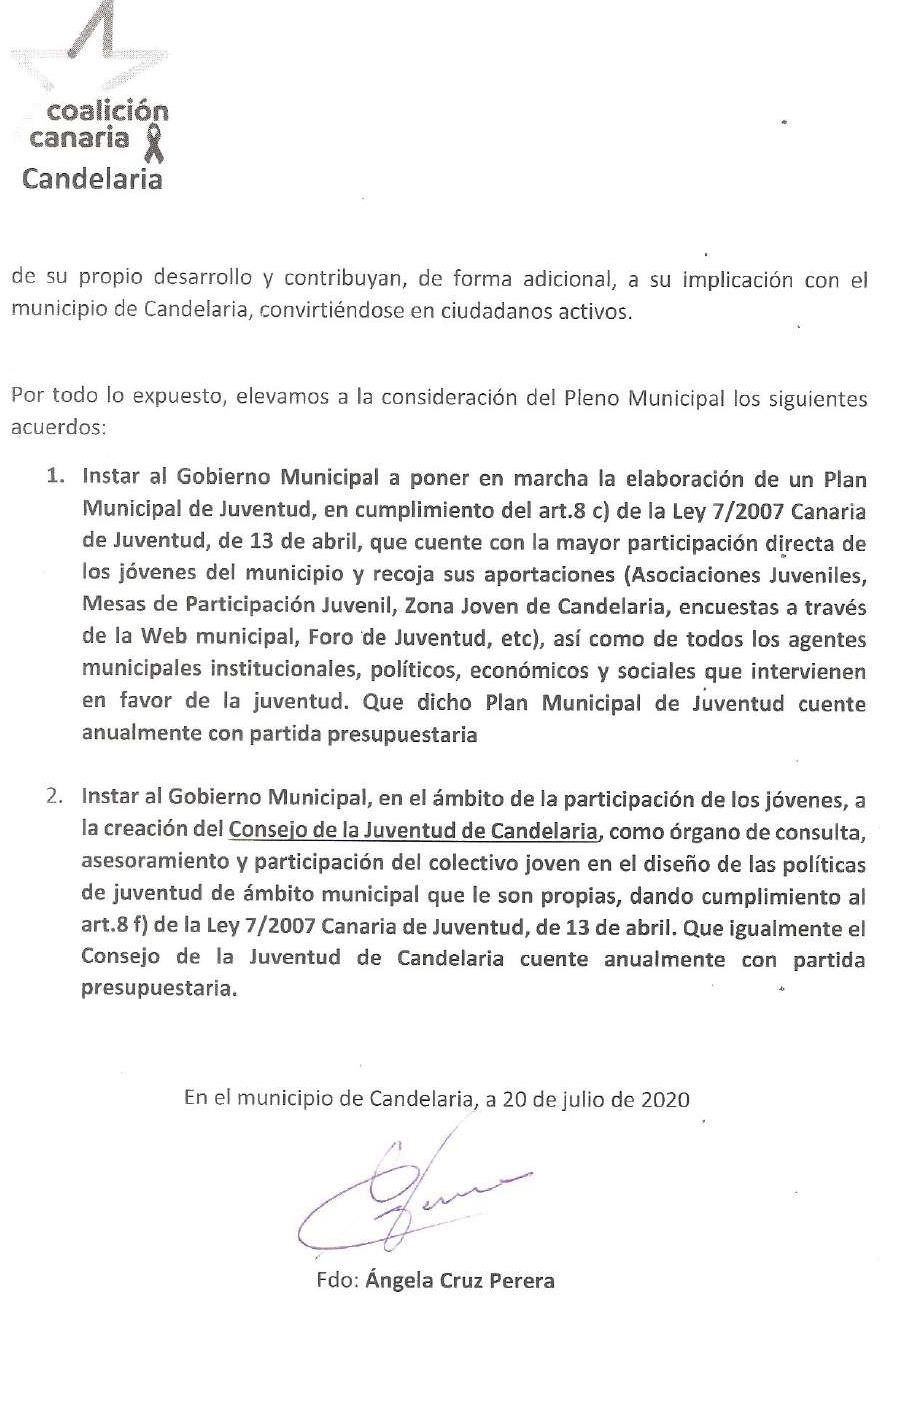 coalición
canaria
Candelaria
de su propio desarrollo y contribuyan, de forma adicional, a su implicación con el
municipio de Candelaria, convirtiéndose en ciudadanos activos.
Por todo lo expuesto, elevamos a la consideración del Pleno Municipal los siguientes
acuerdos:
1. Instar al Gobierno Municipal a poner en marcha la elaboración de un Plan
Municipal de Juventud, en cumplimiento del art.8 c) de la Ley 7/2007 Canaria
de Juventud, de 13 de abril, que cuente con la mayor participación directa de
los jóvenes del municipio y recoja sus aportaciones (Asociaciones Juveniles,
Mesas de Participación Juvenil, Zona Joven de Candelaria, encuestas a través
de la Web municipal, Foro de Juventud, etc), así como de todos los agentes
municipales institucionales, políticos, económicos y sociales que intervienen
en favor de la juventud. Que dicho Plan Municipal de Juventud cuente
anualmente con partida presupuestaria
2. Instar al Gobierno Municipal, en el ámbito de la participación de los jóvenes, a
la creación del Consejo de la Juventud de Candelaria, como órgano de consulta,
asesoramiento y participación del colectivo joven en el diseño de las políticas
de juventud de ámbito municipal que le son propias, dando cumplimiento al
art.8 f) de la Ley 7/2007 Canaria de Juventud, de 13 de abril. Que igualmente el
Consejo de la Juventud de Candelaria cuente anualmente con partida
presupuestaria.
En el municipio de Candelaria, a 20 de julio de 2020
Fdo: Ángela Cruz Perera